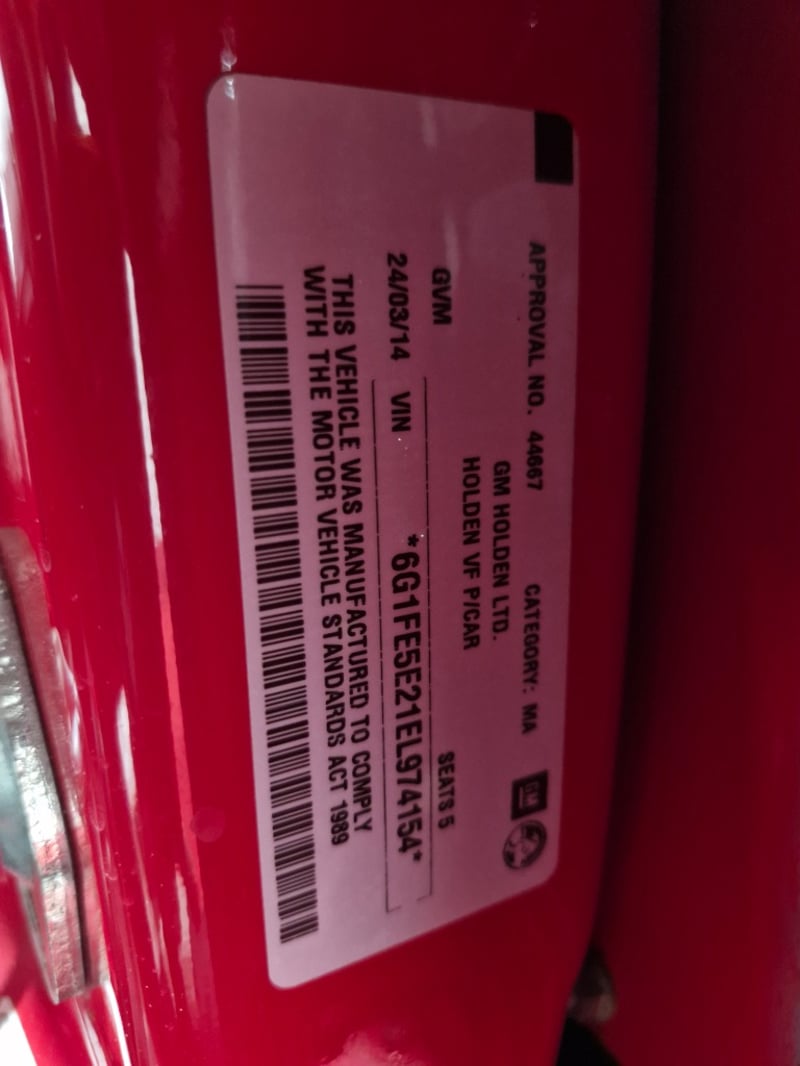 APPROVAL NO. 44667 CATEGORY: MA
GM
GM HOLDEN LTD.
HOLDEN VF P/CAR
GVM SEATS 5
24/03/14 VIN *6G1FE5E21EL974154*
THIS VEHICLE WAS MANUFACTURED TO COMPLY
WITH THE MOTOR VEHICLE STANDARDS ACT 1989